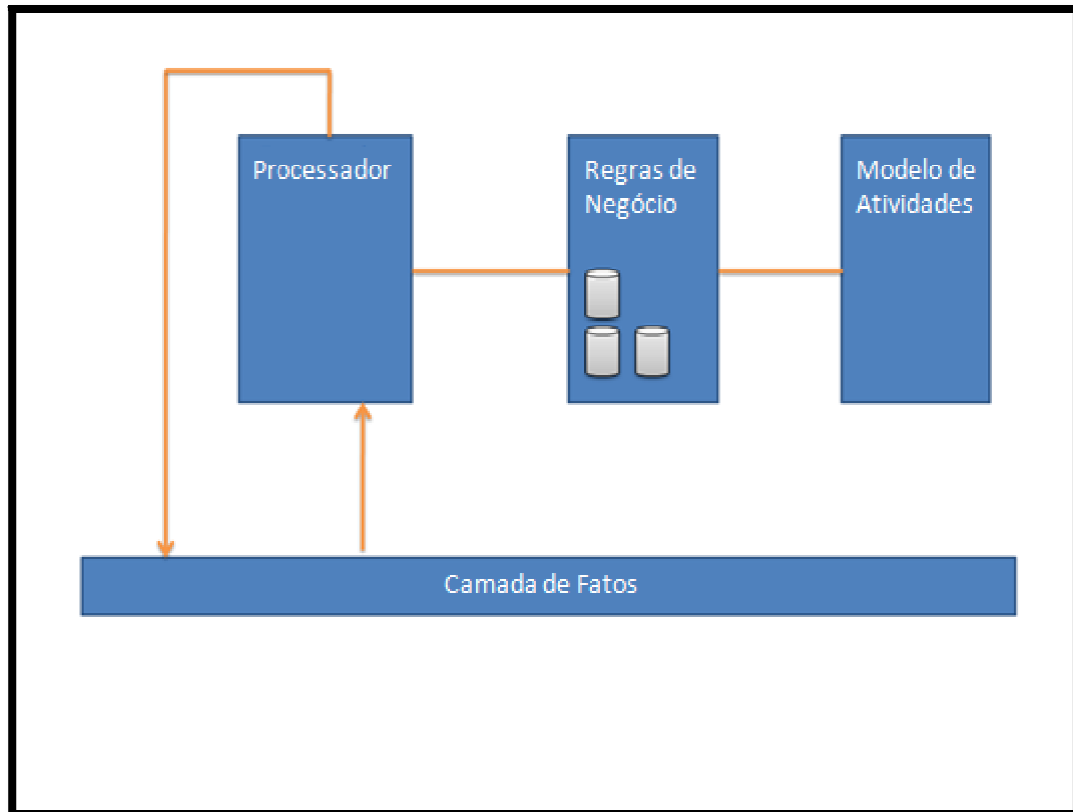 Processador
Regras de
Negócio
Modelo de
Atividades
Camada de Fatos